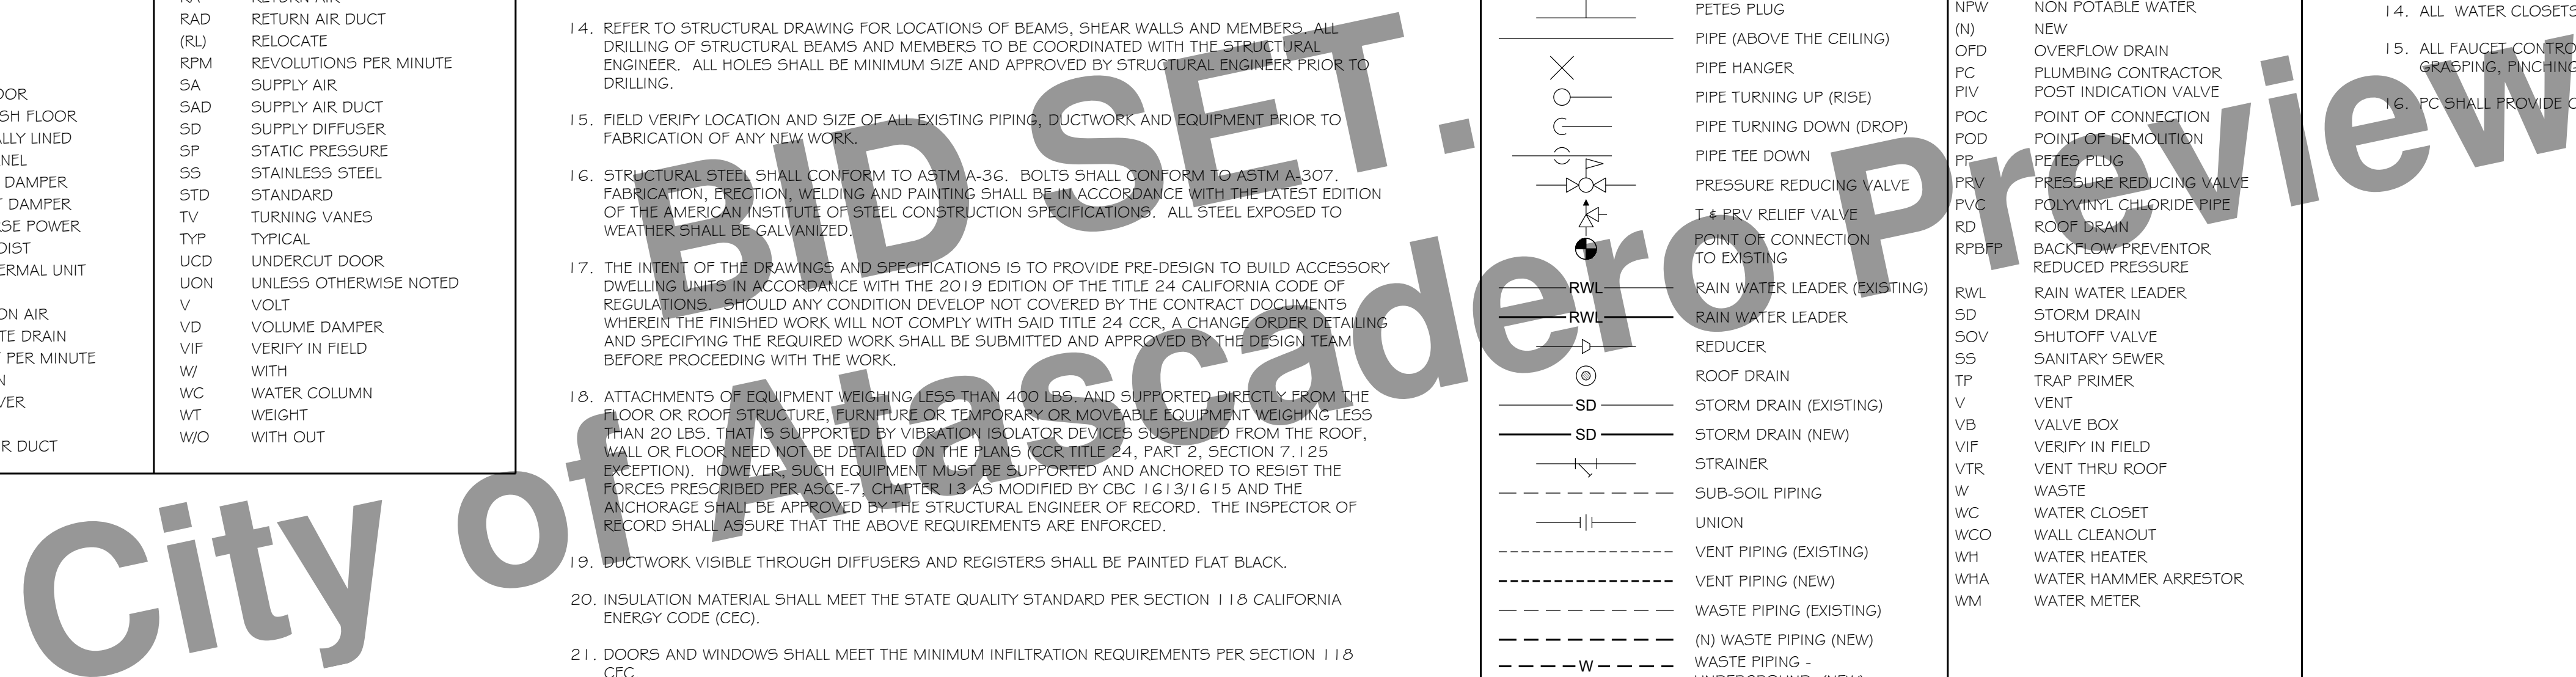 OOR
SH FLOOR
ALLY LINED
NEL
DAMPER
T DAMPER
SE POWER
OIST
ERMAL UNIT
ON AIR
TE DRAIN
T PER MINUTE
N
VER
R DUCT
RA RETURN AIR
RAD RETURN AIR DUCT
(RL) RELOCATE
RPM REVOLUTIONS PER MINUTE
SA SUPPLY AIR
SAD SUPPLY AIR DUCT
SD SUPPLY DIFFUSER
SP STATIC PRESSURE
SS STAINLESS STEEL
STD STANDARD
TV TURNING VANES
TYP TYPICAL
UCD UNDERCUT DOOR
UON UNLESS OTHERWISE NOTED
V VOLT
VD VOLUME DAMPER
VIF VERIFY IN FIELD
W/ WITH
WC WATER COLUMN
WT WEIGHT
W/O WITH OUT
14. REFER TO STRUCTURAL DRAWING FOR LOCATIONS OF BEAMS, SHEAR WALLS AND MEMBERS. ALL
DRILLING OF STRUCTURAL BEAMS AND MEMBERS TO BE COORDINATED WITH THE STRUCTURAL
ENGINEER. ALL HOLES SHALL BE MINIMUM SIZE AND APPROVED BY STRUCTURAL ENGINEER PRIOR TO
DRILLING.
15. FIELD VERIFY LOCATION AND SIZE OF ALL EXISTING PIPING, DUCTWORK AND EQUIPMENT PRIOR TO
FABRICATION OF ANY NEW WORK.
16. STRUCTURAL STEEL SHALL CONFORM TO ASTM A-36. BOLTS SHALL CONFORM TO ASTM A-307.
FABRICATION, ERECTION, WELDING AND PAINTING SHALL BE IN ACCORDANCE WITH THE LATEST EDITION
OF THE AMERICAN INSTITUTE OF STEEL CONSTRUCTION SPECIFICATIONS. ALL STEEL EXPOSED TO
WEATHER SHALL BE GALVANIZED.
17. THE INTENT OF THE DRAWINGS AND SPECIFICATIONS IS TO PROVIDE PRE-DESIGN TO BUILD ACCESSORY
DWELLING UNITS IN ACCORDANCE WITH THE 2019 EDITION OF THE TITLE 24 CALIFORNIA CODE OF
REGULATIONS. SHOULD ANY CONDITION DEVELOP NOT COVERED BY THE CONTRACT DOCUMENTS
WHEREIN THE FINISHED WORK WILL NOT COMPLY WITH SAID TITLE 24 CCR, A CHANGE ORDER DETAILING
AND SPECIFYING THE REQUIRED WORK SHALL BE SUBMITTED AND APPROVED BY THE DESIGN TEAM
BEFORE PROCEEDING WITH THE WORK.
18. ATTACHMENTS OF EQUIPMENT WEIGHING LESS THAN 400 LBS. AND SUPPORTED DIRECTLY FROM THE
FLOOR OR ROOF STRUCTURE, FURNITURE OR TEMPORARY OR MOVEABLE EQUIPMENT WEIGHING LESS
THAN 20 LBS. THAT IS SUPPORTED BY VIBRATION ISOLATOR DEVICES SUSPENDED FROM THE ROOF,
WALL OR FLOOR NEED NOT BE DETAILED ON THE PLANS (CCR TITLE 24, PART 2, SECTION 7.125
EXCEPTION). HOWEVER SUCH EQUIPMENT MUST BE SUPPORTED AND ANCHORED TO RESIST THE
FORCES PRESCRIBED PER ASCE-7, CHAPTER 13 AS MODIFIED BY CBC 1613/1615 AND THE
ANCHORAGE SHALL BE APPROVED BY THE STRUCTURAL ENGINEER OF RECORD. THE INSPECTOR OF
RECORD SHALL ASSURE THAT THE ABOVE REQUIREMENTS ARE ENFORCED.
19. DUCTWORK VISIBLE THROUGH DIFFUSERS AND REGISTERS SHALL BE PAINTED FLAT BLACK.
20. INSULATION MATERIAL SHALL MEET THE STATE QUALITY STANDARD PER SECTION 118 CALIFORNIA
ENERGY CODE (CEC).
21. DOORS AND WINDOWS SHALL MEET THE MINIMUM INFILTRATION REQUIREMENTS PER SECTION 118
CEC
PETES PLUG
PIPE (ABOVE THE CEILING)
PIPE HANGER
PIPE TURNING UP (RISE)
PIPE TURNING DOWN (DROP)
PIPE TEE DOWN
PRESSURE REDUCING VALVE
T & PRV RELIEF VALVE
POINT OF CONNECTION
TO EXISTING
RWL RAIN WATER LEADER (EXISTING)
RWL RAIN WATER LEADER
REDUCER
ROOF DRAIN
SD STORM DRAIN (EXISTING)
SD STORM DRAIN (NEW)
STRAINER
SUB-SOIL PIPING
UNION
VENT PIPING (EXISTING)
VENT PIPING (NEW)
WASTE PIPING (EXISTING)
(N) WASTE PIPING (NEW)
W WASTE PIPING -
UNDERGROUND (NEW)
NPW NON POTABLE WATER
(N) NEW
OFD OVERFLOW DRAIN
PC PLUMBING CONTRACTOR
PIV POST INDICATION VALVE
POC POINT OF CONNECTION
POD POINT OF DEMOLITION
PP PETES PLUG
PRV PRESSURE REDUCING VALVE
PVC POLYVINYL CHLORIDE PIPE
RD ROOF DRAIN
RPBFP BACKFLOW PREVENTOR
REDUCED PRESSURE
RWL RAIN WATER LEADER
SD STORM DRAIN
SOV SHUTOFF VALVE
SS SANITARY SEWER
TP TRAP PRIMER
V VENT
VB VALVE BOX
VIF VERIFY IN FIELD
VTR VENT THRU ROOF
W WASTE
WC WATER CLOSET
WCO WALL CLEANOUT
WH WATER HEATER
WHA WATER HAMMER ARRESTOR
WM WATER METER
14. ALL WATER CLOSETS
15. ALL FAUCET CONTRO
GRASPING, PINCHING
16. PC SHALL PROVIDE C
BID SET.
City of Atascadero Preview